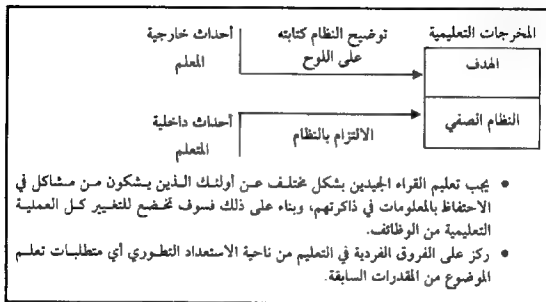 المخرجات التعليمية
توضيح النظام كتابته
أحداث خارجية
الهدف
على اللوح
المعلم
النظام الصفي
الالتزام بالنظام
أحداث داخلية
المتعلم
• يجب تعليم القراء الجيدين بشكل مختلف عن أولئك الذين يشكون من مشاكل في
الاحتفاظ بالمعلومات في ذاكرتهم، وبناء على ذلك فسوف تخضع للتغيير كل العملية
التعليمية من الوظائف.
• ركز على الفروق الفردية في التعليم من ناحية الاستعداد التطوري أي متطلبات تعلم
الموضوع من المقدرات السابقة.